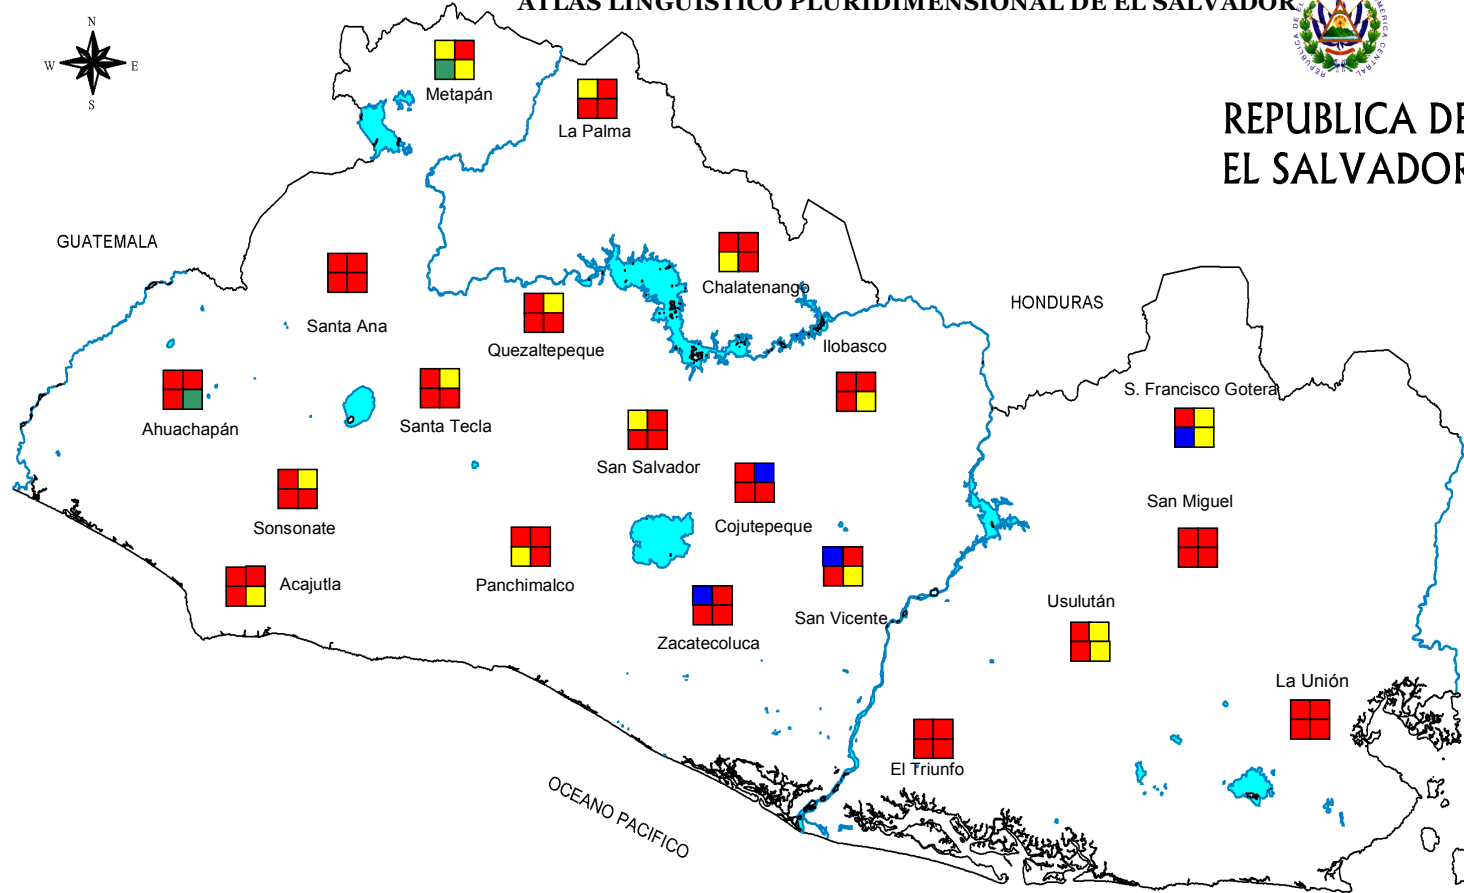 ATLAS LINGÜÍSTICO PLURIDIMENSIONAL DE EL SALVADOR
N
W E
S
REPUBLICA DE
EL SALVADOR
Metapán
La Palma
GUATEMALA
Chalatenango
HONDURAS
Santa Ana
Quezaltepeque
Ilobasco
S. Francisco Gotera
Ahuachapán
Santa Tecla
San Salvador
San Miguel
Sonsonate
Cojutepeque
Acajutla
Panchimalco
Usulután
San Vicente
Zacatecoluca
La Unión
El Triunfo
OCEANO PACIFICO